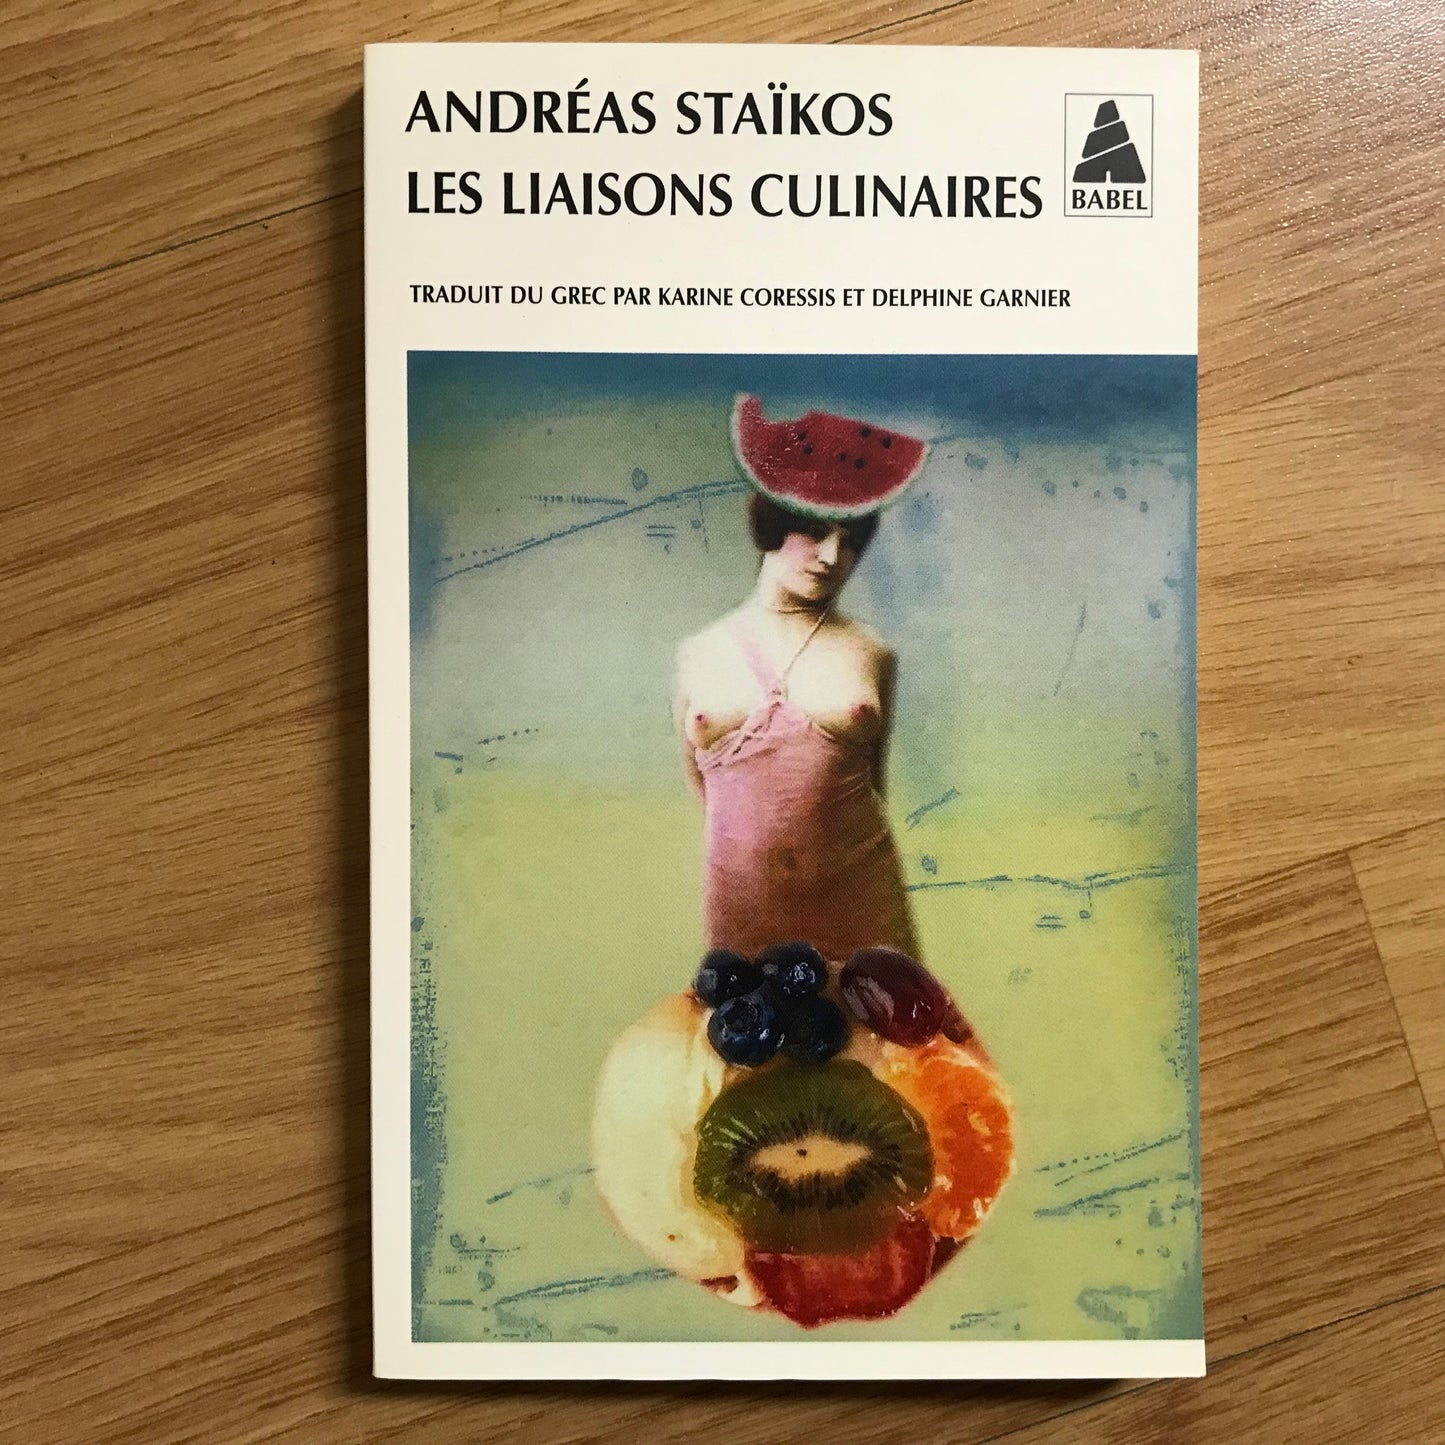 ANDRÉAS STAÏKOS
LES LIAISONS CULINAIRES
BABEL
TRADUIT DU GREC PAR KARINE CORESSIS ET DELPHINE GARNIER